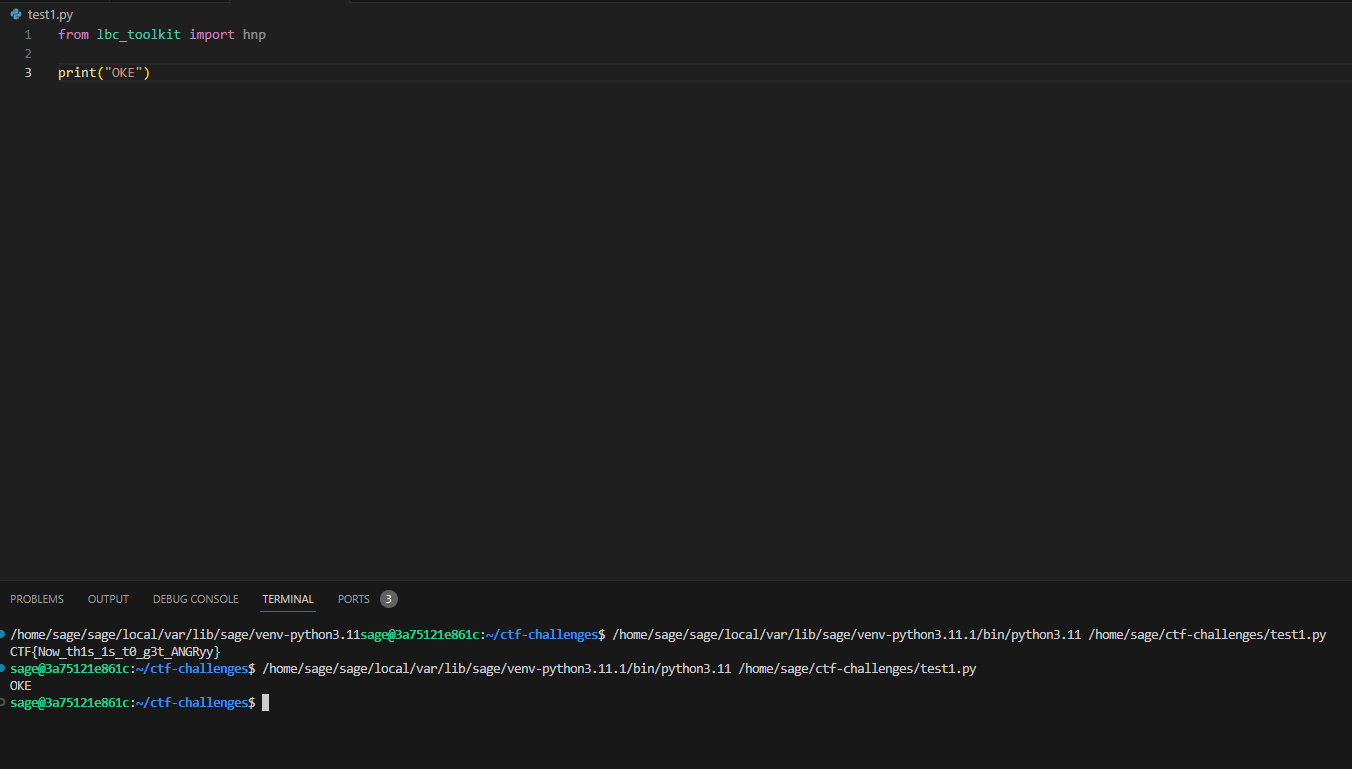 test1.py
1 from lbc_toolkit import hnp
2
3 print("OKE")
PROBLEMS OUTPUT DEBUG CONSOLE TERMINAL PORTS 3
/home/sage/sage/local/var/lib/sage/venv-python3.11sage@3a75121e861c:~/ctf-challenges$ /home/sage/sage/local/var/lib/sage/venv-python3.11.1/bin/python3.11 /home/sage/ctf-challenges/test1.py
CTF{Now_th1s_1s_t0_g3t_ANGRyy}
sage@3a75121e861c:~/ctf-challenges$ /home/sage/sage/local/var/lib/sage/venv-python3.11.1/bin/python3.11 /home/sage/ctf-challenges/test1.py
OKE
sage@3a75121e861c:~/ctf-challenges$